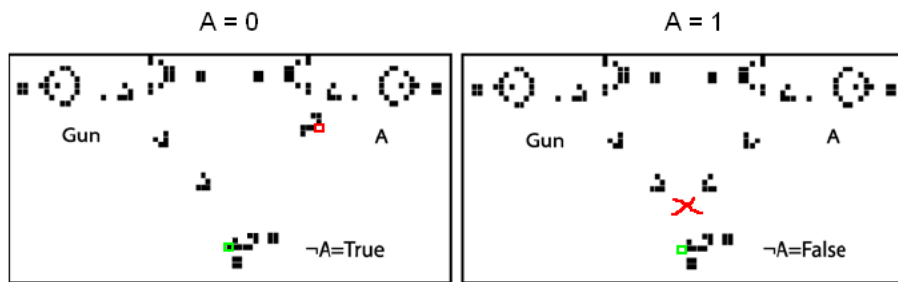 A = 0
A = 1
Gun
A
¬A=True
Gun
A
¬A=False